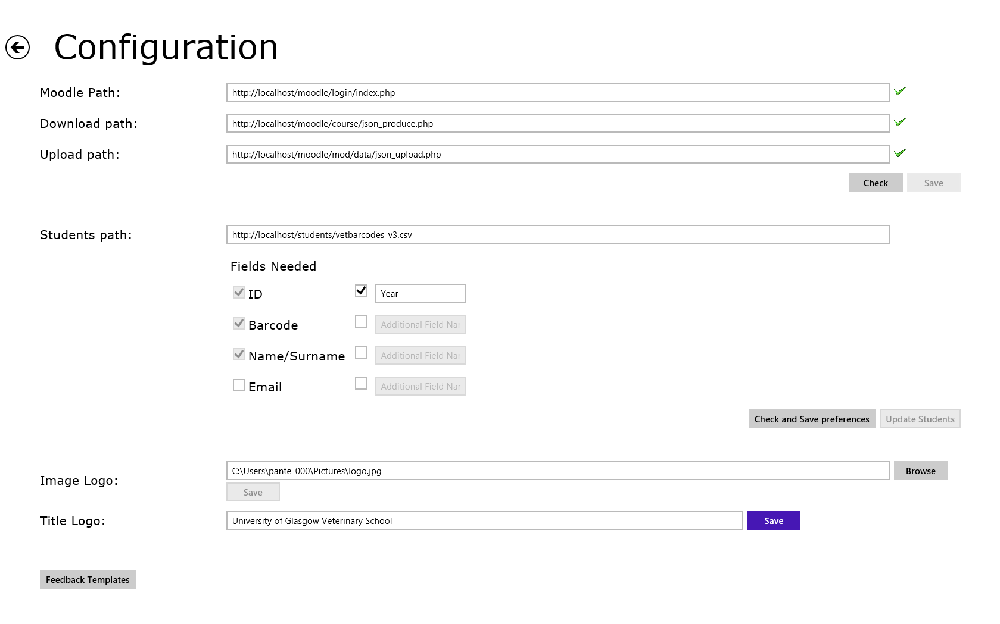 Configuration
Moodle Path: http://localhost/moodle/login/index.php
Download path: http://localhost/moodle/course/json_produce.php
Upload path: http://localhost/moodle/mod/data/json_upload.php
Check Save
Students path: http://localhost/students/vetbarcodes_v3.csv
Fields Needed
ID Year
Barcode Additional Field Nar
Name/Surname Additional Field Nar
Email Additional Field Nar
Check and Save preferences Update Students
C:\Users\pante_000\Pictures\logo.jpg Browse
Image Logo:
Save
Title Logo: University of Glasgow Veterinary School Save
Feedback Templates